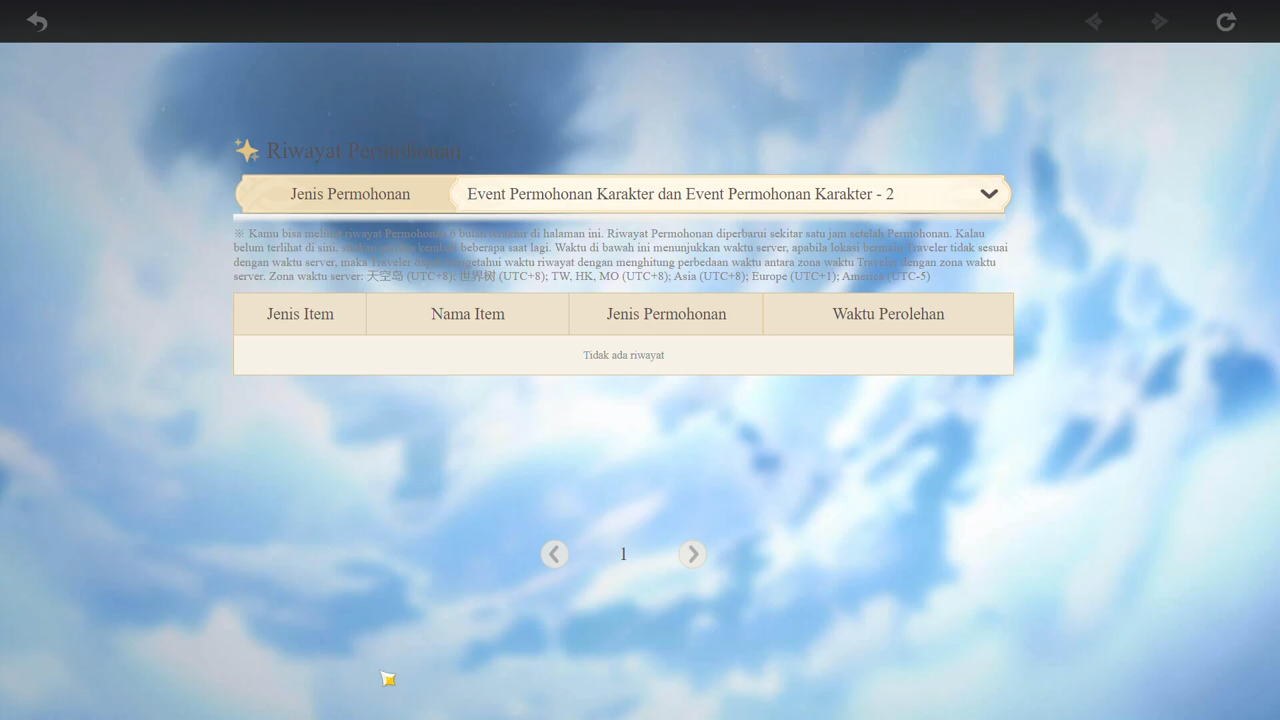 Riwayat Permohonan
Jenis Permohonan
Event Permohonan Karakter dan Event Permohonan Karakter - 2
※ Kamu bisa melihat riwayat Permohonan 6 bulan terakhir di halaman ini. Riwayat Permohonan diperbarui sekitar satu jam setelah Permohonan. Kalau
belum terlihat di sini, silakan periksa kembali beberapa saat lagi. Waktu di bawah ini menunjukkan waktu server, apabila lokasi bermain Traveler tidak sesuai
dengan waktu server, maka Traveler dapat mengetahui waktu riwayat dengan menghitung perbedaan waktu antara zona waktu Traveler dengan zona waktu
server. Zona waktu server: 天空岛 (UTC+8); 世界树 (UTC+8); TW, HK, MO (UTC+8); Asia (UTC+8); Europe (UTC+1); America (UTC-5)
Jenis Item Nama Item Jenis Permohonan Waktu Perolehan
Tidak ada riwayat
1